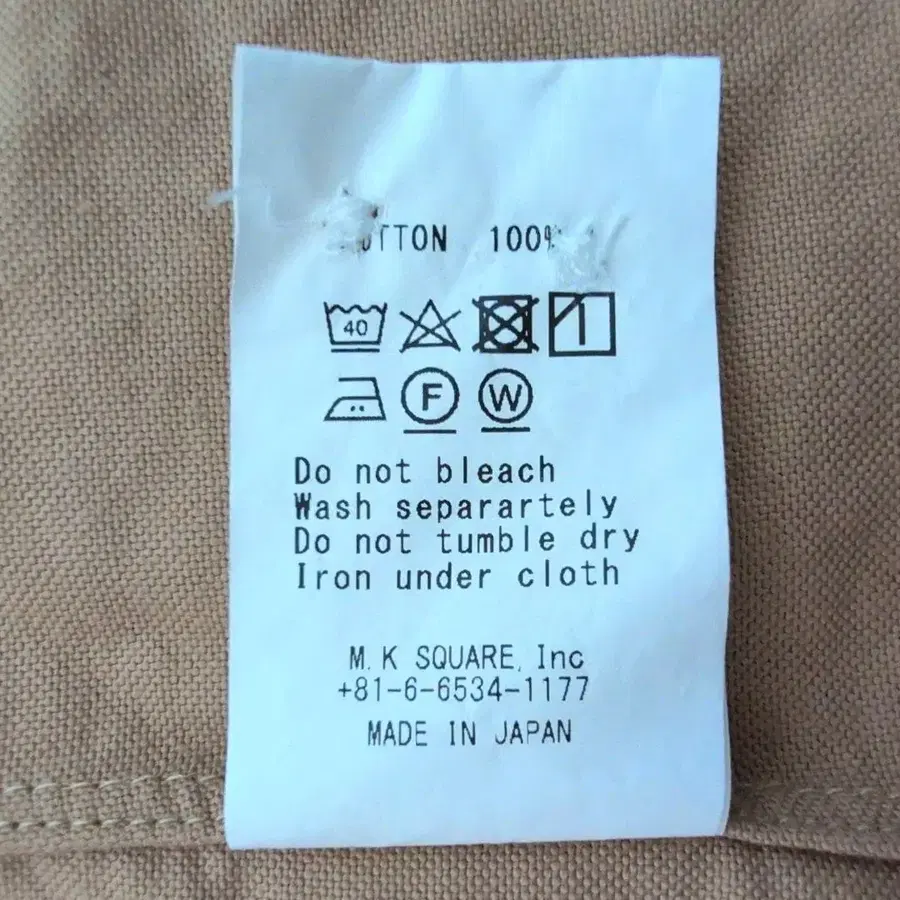 COTTON 100%
40
F W
Do not bleach
Wash separartely
Do not tumble dry
Iron under cloth
M.K SQUARE, Inc
+81-6-6534-1177
MADE IN JAPAN